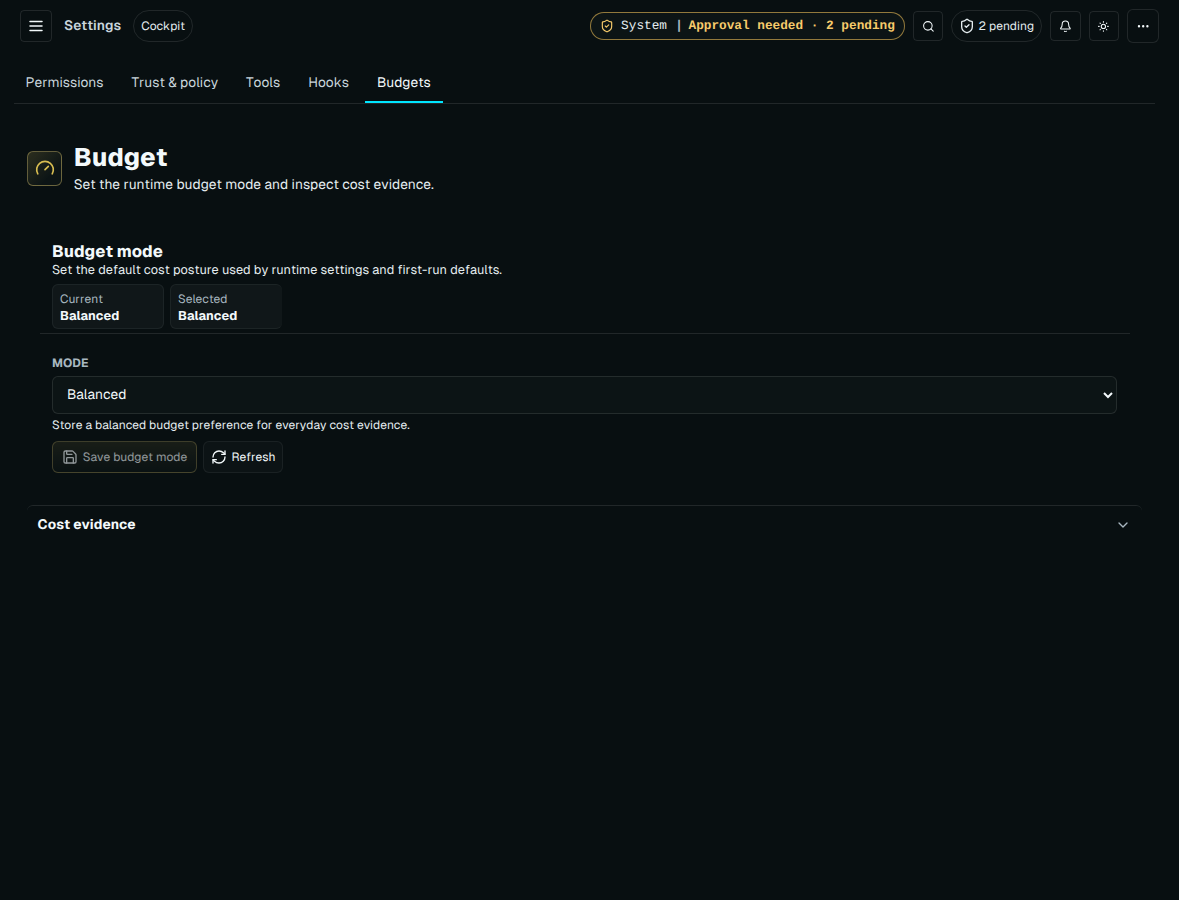 Settings
Cockpit
System | Approval needed · 2 pending
2 pending
Permissions
Trust & policy
Tools
Hooks
Budgets
Budget
Set the runtime budget mode and inspect cost evidence.
Budget mode
Set the default cost posture used by runtime settings and first-run defaults.
Current
Balanced
Selected
Balanced
MODE
Balanced
Store a balanced budget preference for everyday cost evidence.
Save budget mode
Refresh
Cost evidence